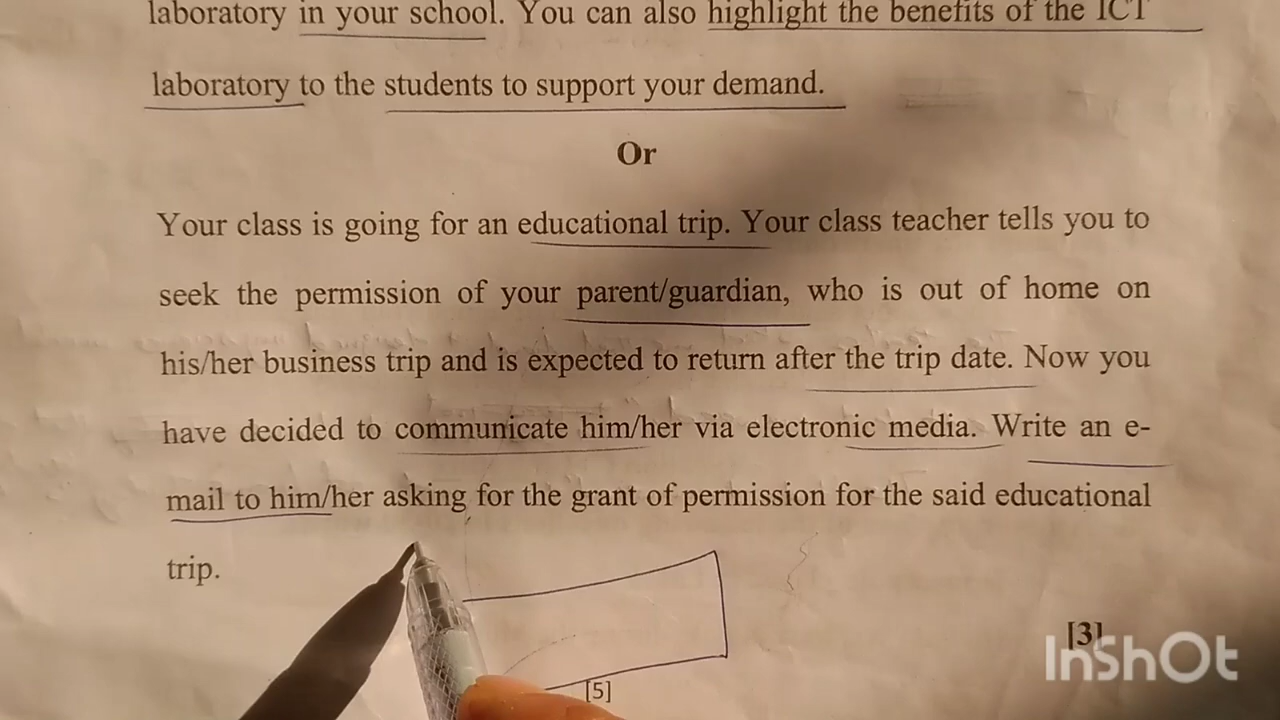 laboratory in your school. You can also highlight the benefits of the ICT
laboratory to the students to support your demand.
Or
Your class is going for an educational trip. Your class teacher tells you to
seek the permission of your parent/guardian, who is out of home on
his/her business trip and is expected to return after the trip date. Now you
have decided to communicate him/her via electronic media. Write an e-
mail to him/her asking for the grant of permission for the said educational
trip.
[3]
InShOt
[5]